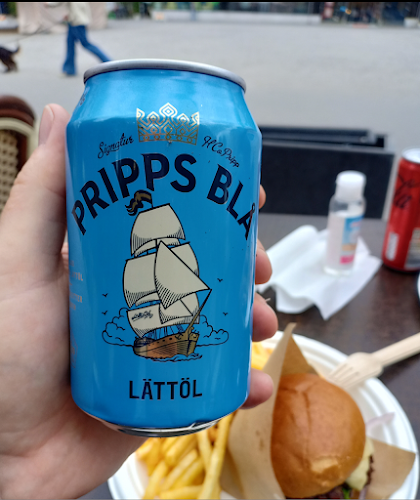 Signatur J.C.G. Pripp
PRIPPS BLÅ
LÄTTÖL